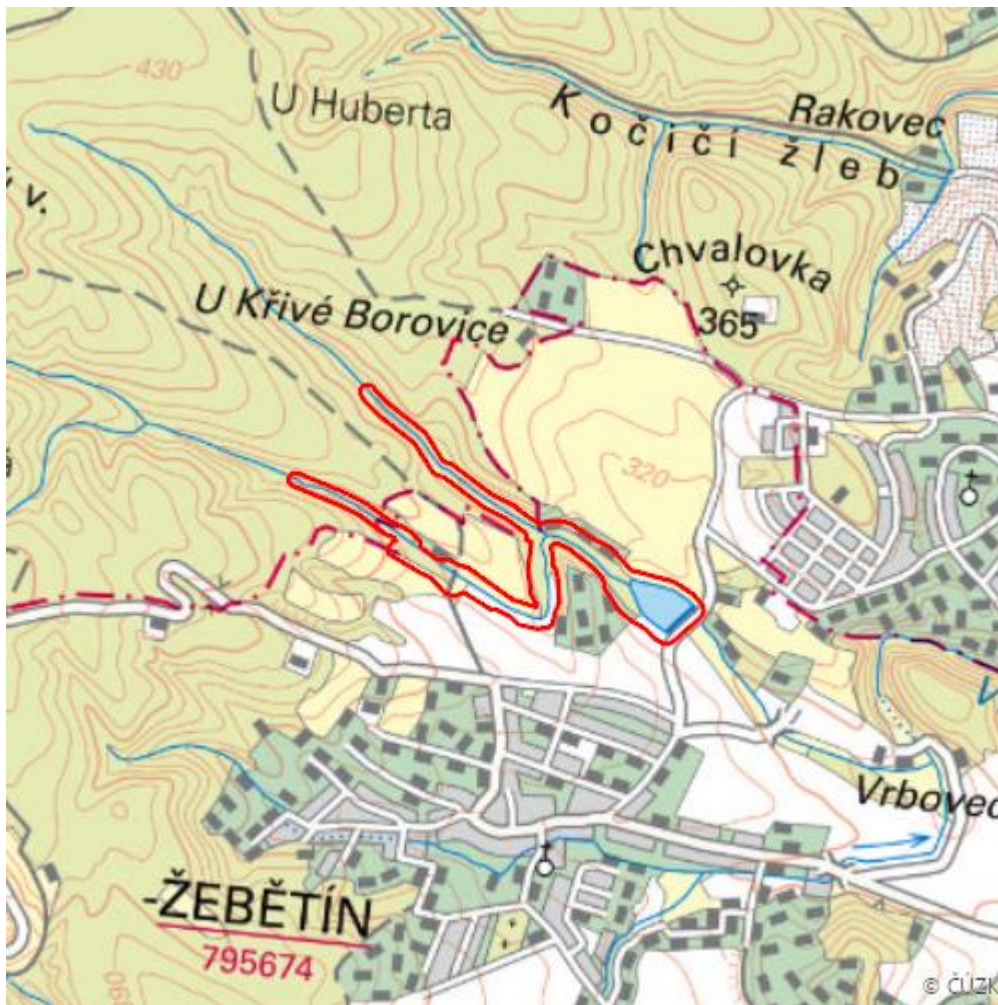 430
U Huberta
Kočičí žleb
Rakovec
v.
Chvalovka
365
U Křivé Borovice
320
Vrbovec
-ŽEBĚTÍN
795674
© ČÚZK